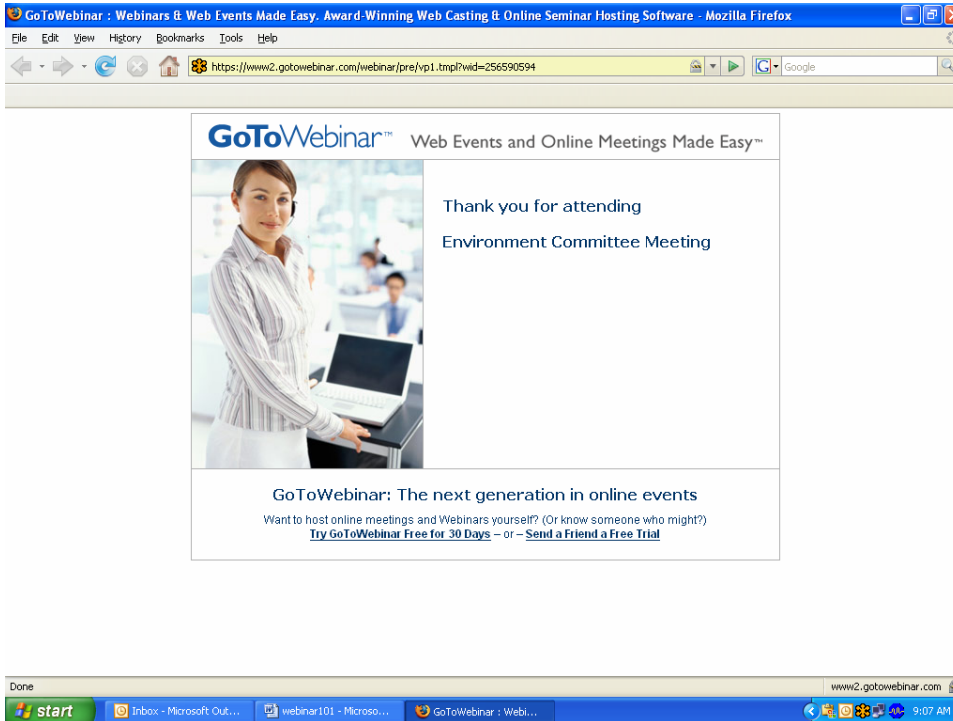 GoToWebinar : Webinars & Web Events Made Easy. Award-Winning Web Casting & Online Seminar Hosting Software - Mozilla Firefox
File Edit View History Bookmarks Tools Help
https://www2.gotowebinar.com/webinar/pre/vp1.tmpl?wid=256590594
G Google
GoToWebinar™ Web Events and Online Meetings Made Easy™
Thank you for attending
Environment Committee Meeting
GoToWebinar: The next generation in online events
Want to host online meetings and Webinars yourself? (Or know someone who might?)
Try GoToWebinar Free for 30 Days – or – Send a Friend a Free Trial
Done www2.gotowebinar.com
start Inbox - Microsoft Out... webinar101 - Microso... GoToWebinar : Webi... 9:07 AM